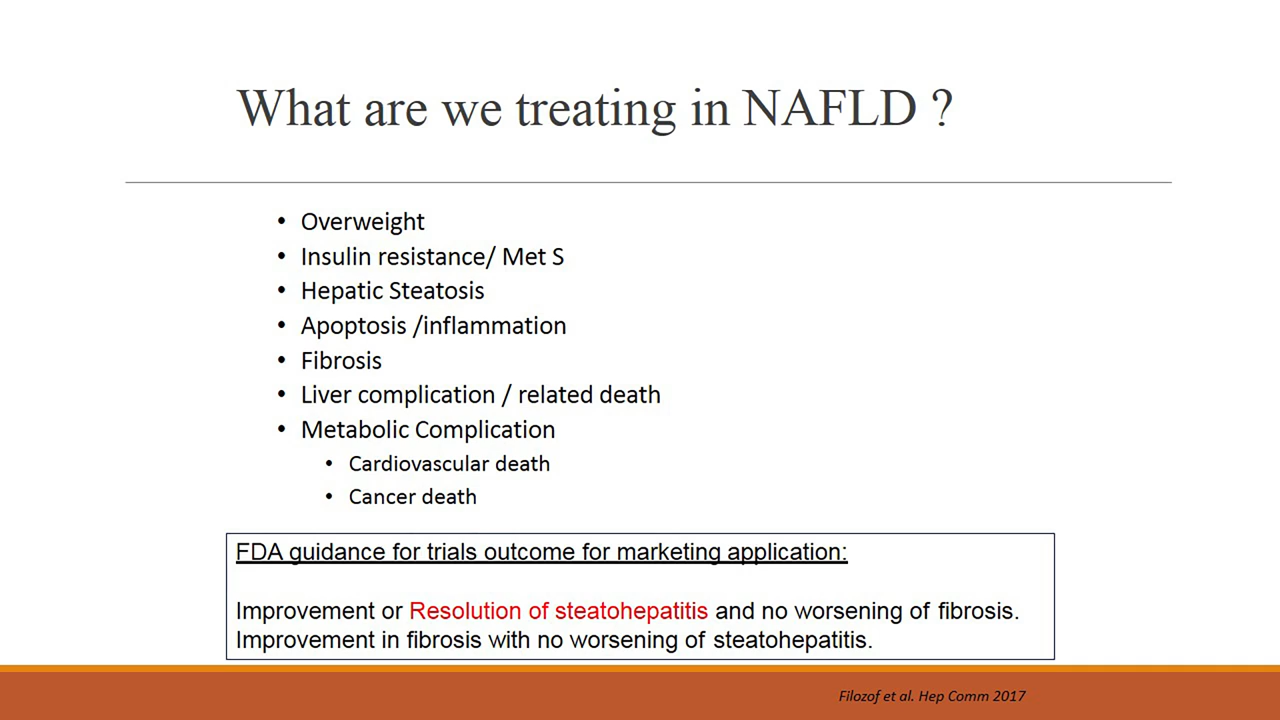 What are we treating in NAFLD ?
• Overweight
• Insulin resistance/ Met S
• Hepatic Steatosis
• Apoptosis /inflammation
• Fibrosis
• Liver complication / related death
• Metabolic Complication
• Cardiovascular death
• Cancer death
FDA guidance for trials outcome for marketing application:
Improvement or Resolution of steatohepatitis and no worsening of fibrosis.
Improvement in fibrosis with no worsening of steatohepatitis.
Filozof et al. Hep Comm 2017